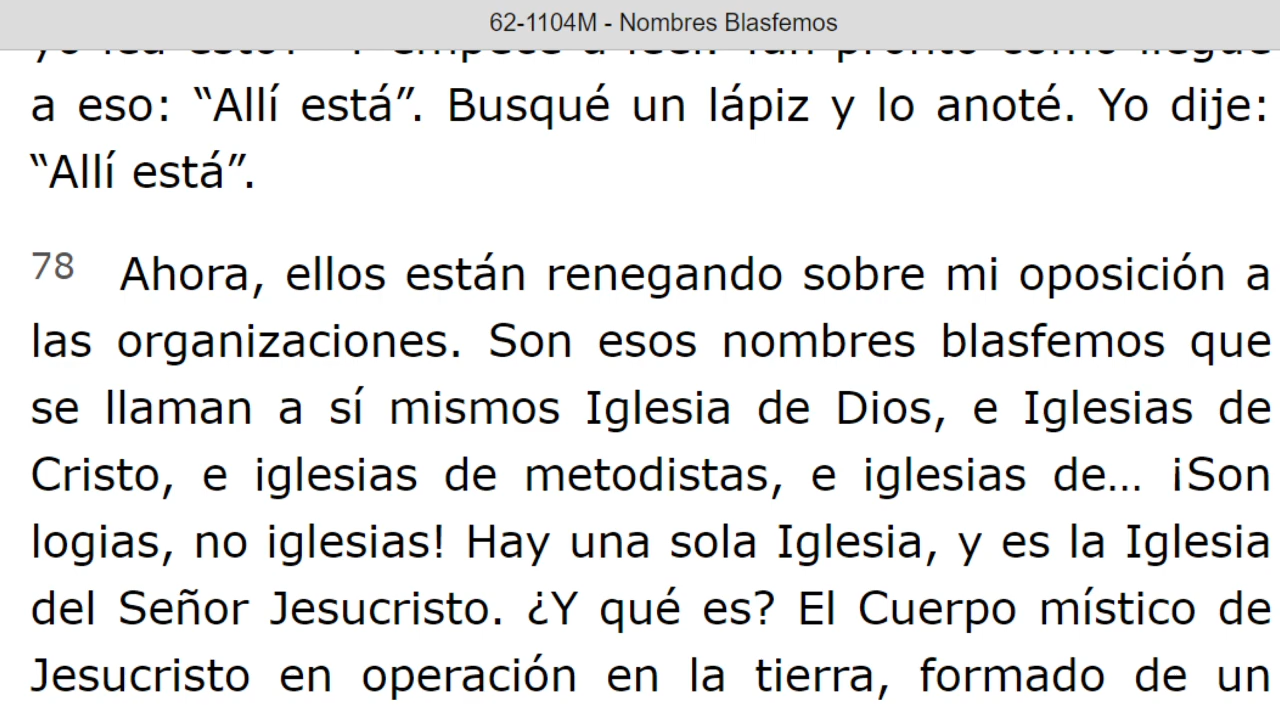 62-1104M - Nombres Blasfemos
a eso: “Allí está”. Busqué un lápiz y lo anoté. Yo dije:
“Allí está”.
78 Ahora, ellos están renegando sobre mi oposición a
las organizaciones. Son esos nombres blasfemos que
se llaman a sí mismos Iglesia de Dios, e Iglesias de
Cristo, e iglesias de metodistas, e iglesias de… ¡Son
logias, no iglesias! Hay una sola Iglesia, y es la Iglesia
del Señor Jesucristo. ¿Y qué es? El Cuerpo místico de
Jesucristo en operación en la tierra, formado de un